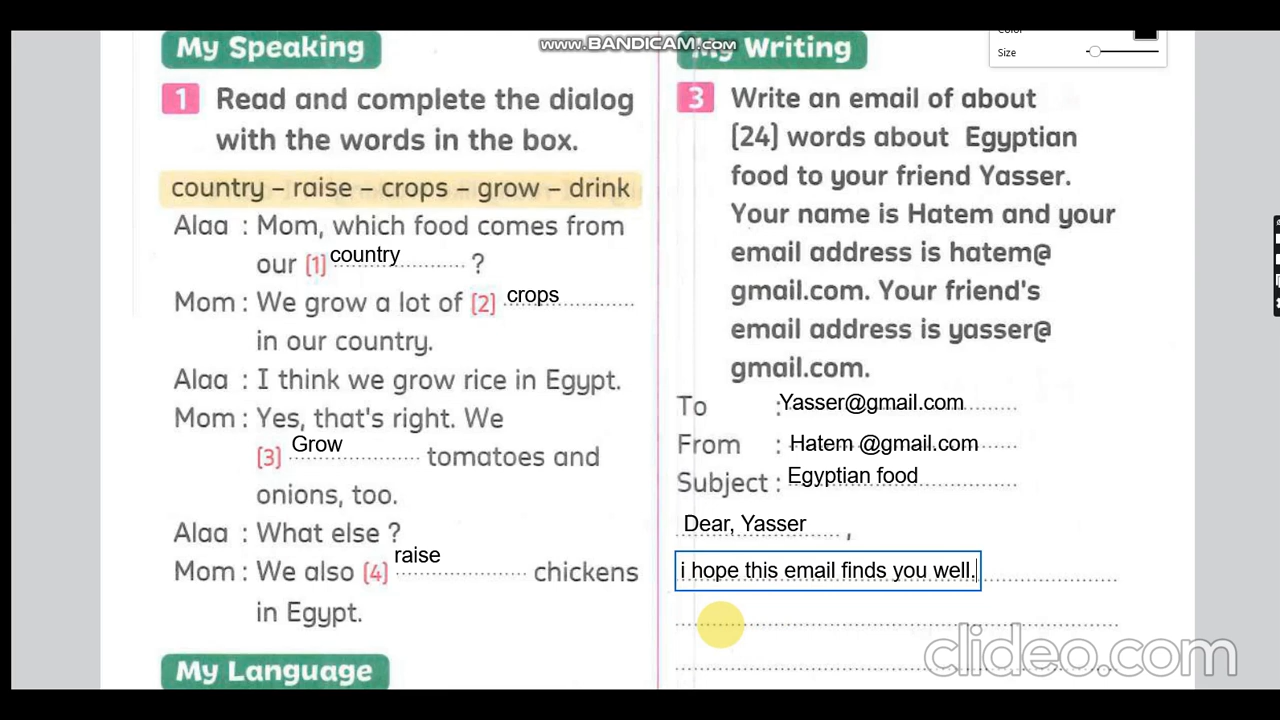 My Speaking
1 Read and complete the dialog
with the words in the box.
country – raise – crops – grow – drink
Alaa : Mom, which food comes from
our (1) country ?
Mom : We grow a lot of (2) crops
in our country.
Alaa : I think we grow rice in Egypt.
Mom : Yes, that's right. We
(3) Grow tomatoes and
onions, too.
Alaa : What else ?
Mom : We also (4) raise chickens
in Egypt.
My Language
www.BANDICAM.com
My Writing
Size
3 Write an email of about
(24) words about Egyptian
food to your friend Yasser.
Your name is Hatem and your
email address is hatem@
gmail.com. Your friend's
email address is yasser@
gmail.com.
To : Yasser@gmail.com
From : Hatem @gmail.com
Subject : Egyptian food
Dear, Yasser ,
i hope this email finds you well.
clideo.com